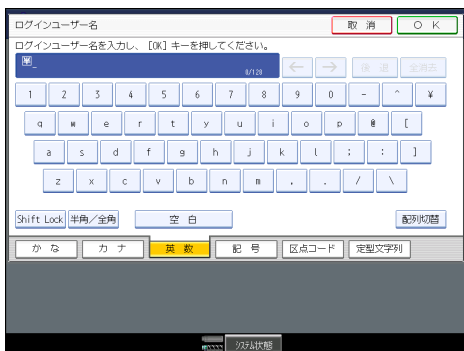 ログインユーザー名 取 消 O K
ログインユーザー名を入力し、 [OK] キーを押してください。
半_
0/128 ← → 後 退 全消去
1 2 3 4 5 6 7 8 9 0 - ^ ¥
q w e r t y u i o p @ [
a s d f g h j k l ; : ]
z x c v b n m , . / \
Shift Lock 半角/全角 空 白 配列切替
か な カ ナ 英 数 記 号 区点コード 定型文字列
システム状態